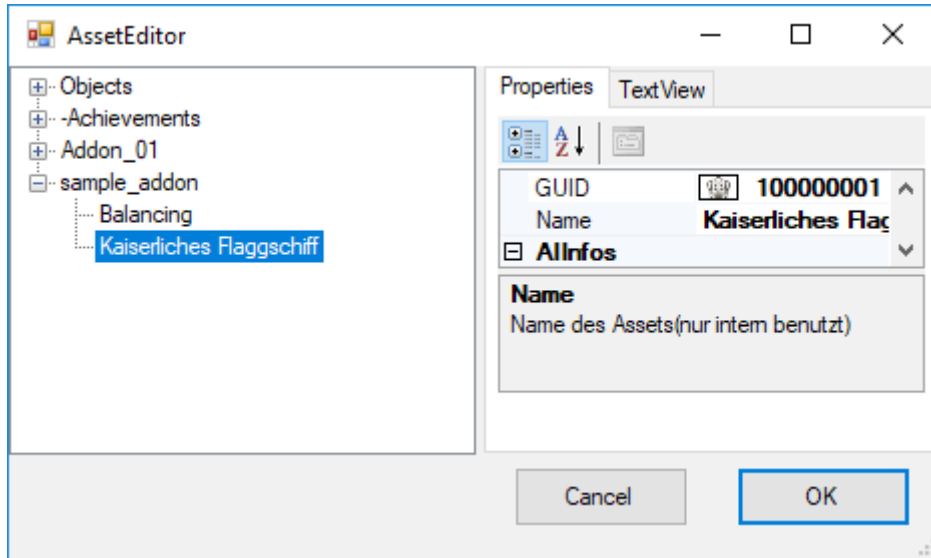 AssetEditor
Objects
-Achievements
Addon_01
sample_addon
Balancing
Kaiserliches Flaggschiff
Properties TextView
A
Z
GUID 100000001
Name Kaiserliches Flag
AIInfos
Name
Name des Assets(nur intern benutzt)
Cancel OK